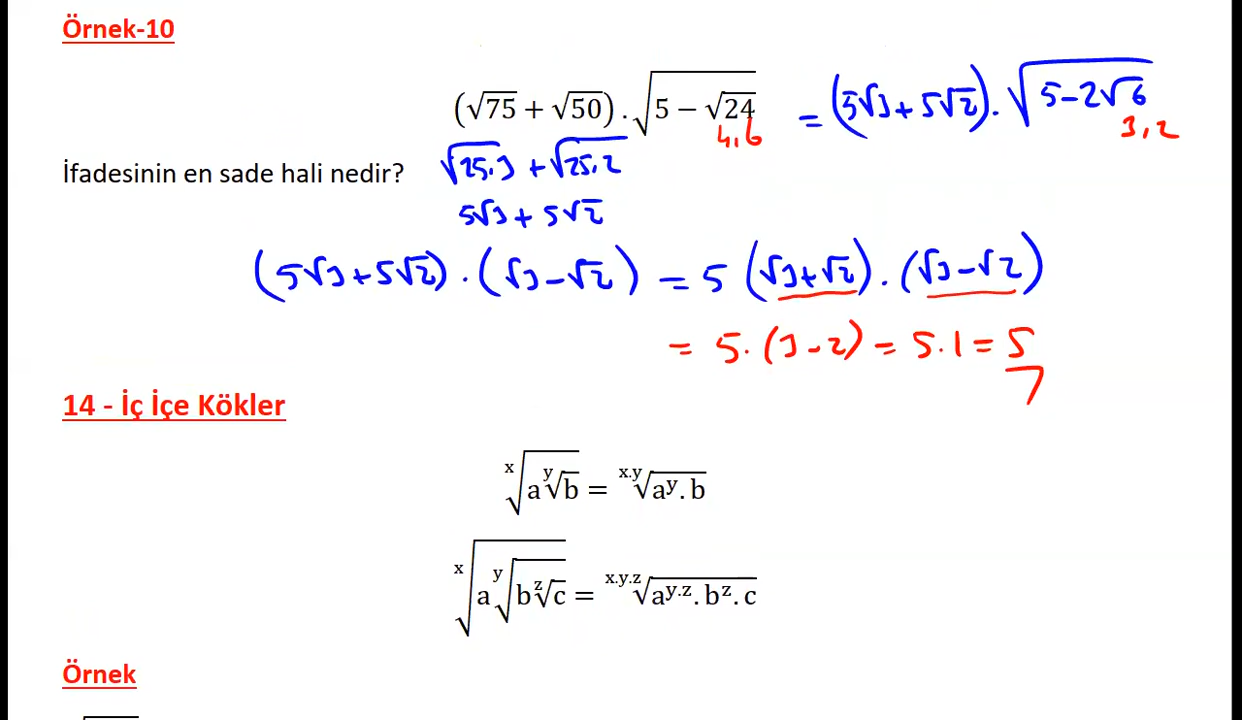 Örnek-10
(√75 + √50) . √(5 − √24) = (5√3 + 5√2) . √(5 − 2√6)
4.6
3.2
İfadesinin en sade hali nedir?
√25.3 + √25.2
5√3 + 5√2
(5√3 + 5√2) . (√3 − √2) = 5 (√3 + √2) . (√3 − √2)
= 5 . (3 − 2) = 5 . 1 = 5
14 - İç İçe Kökler
ˣ√(a ʸ√b) = ˣ·ʸ√(aʸ . b)
ˣ√(a ʸ√(b ᶻ√c)) = ˣ·ʸ·ᶻ√(aʸ·ᶻ . bᶻ . c)
Örnek